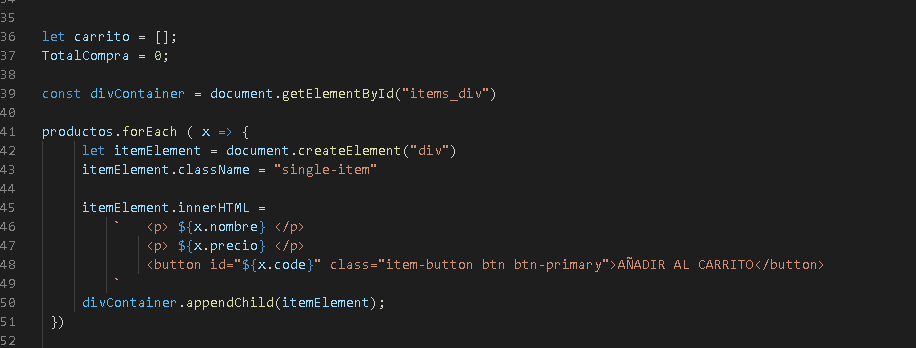 34
35
36 let carrito = [];
37 TotalCompra = 0;
38
39 const divContainer = document.getElementById("items_div")
40
41 productos.forEach ( x => {
42 let itemElement = document.createElement("div")
43 itemElement.className = "single-item"
44
45 itemElement.innerHTML =
46 ` <p> ${x.nombre} </p>
47 <p> ${x.precio} </p>
48 <button id="${x.code}" class="item-button btn btn-primary">AÑADIR AL CARRITO</button>
49 `
50 divContainer.appendChild(itemElement);
51 })
52